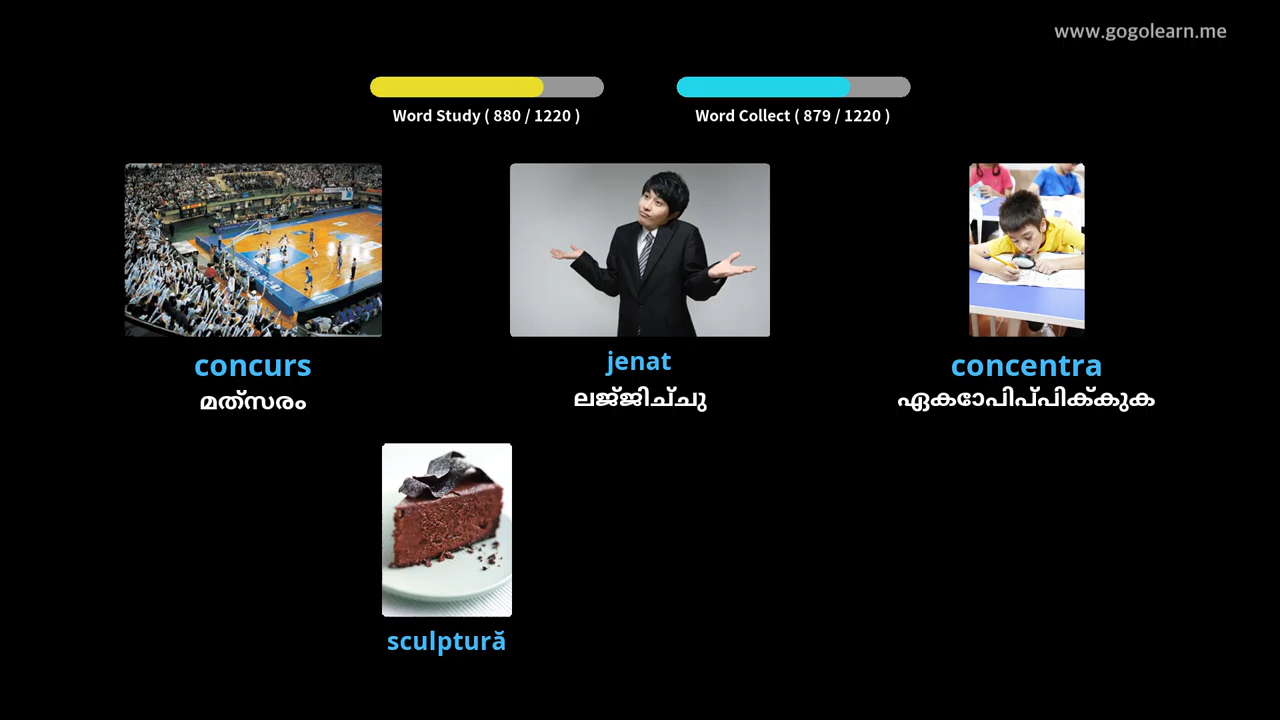 www.gogolearn.me
Word Study ( 880 / 1220 )
Word Collect ( 879 / 1220 )
concurs
മത്സരം
jenat
ലജ്ജിച്ചു
concentra
ഏകാേപിപ്പിക്കുക
sculptură